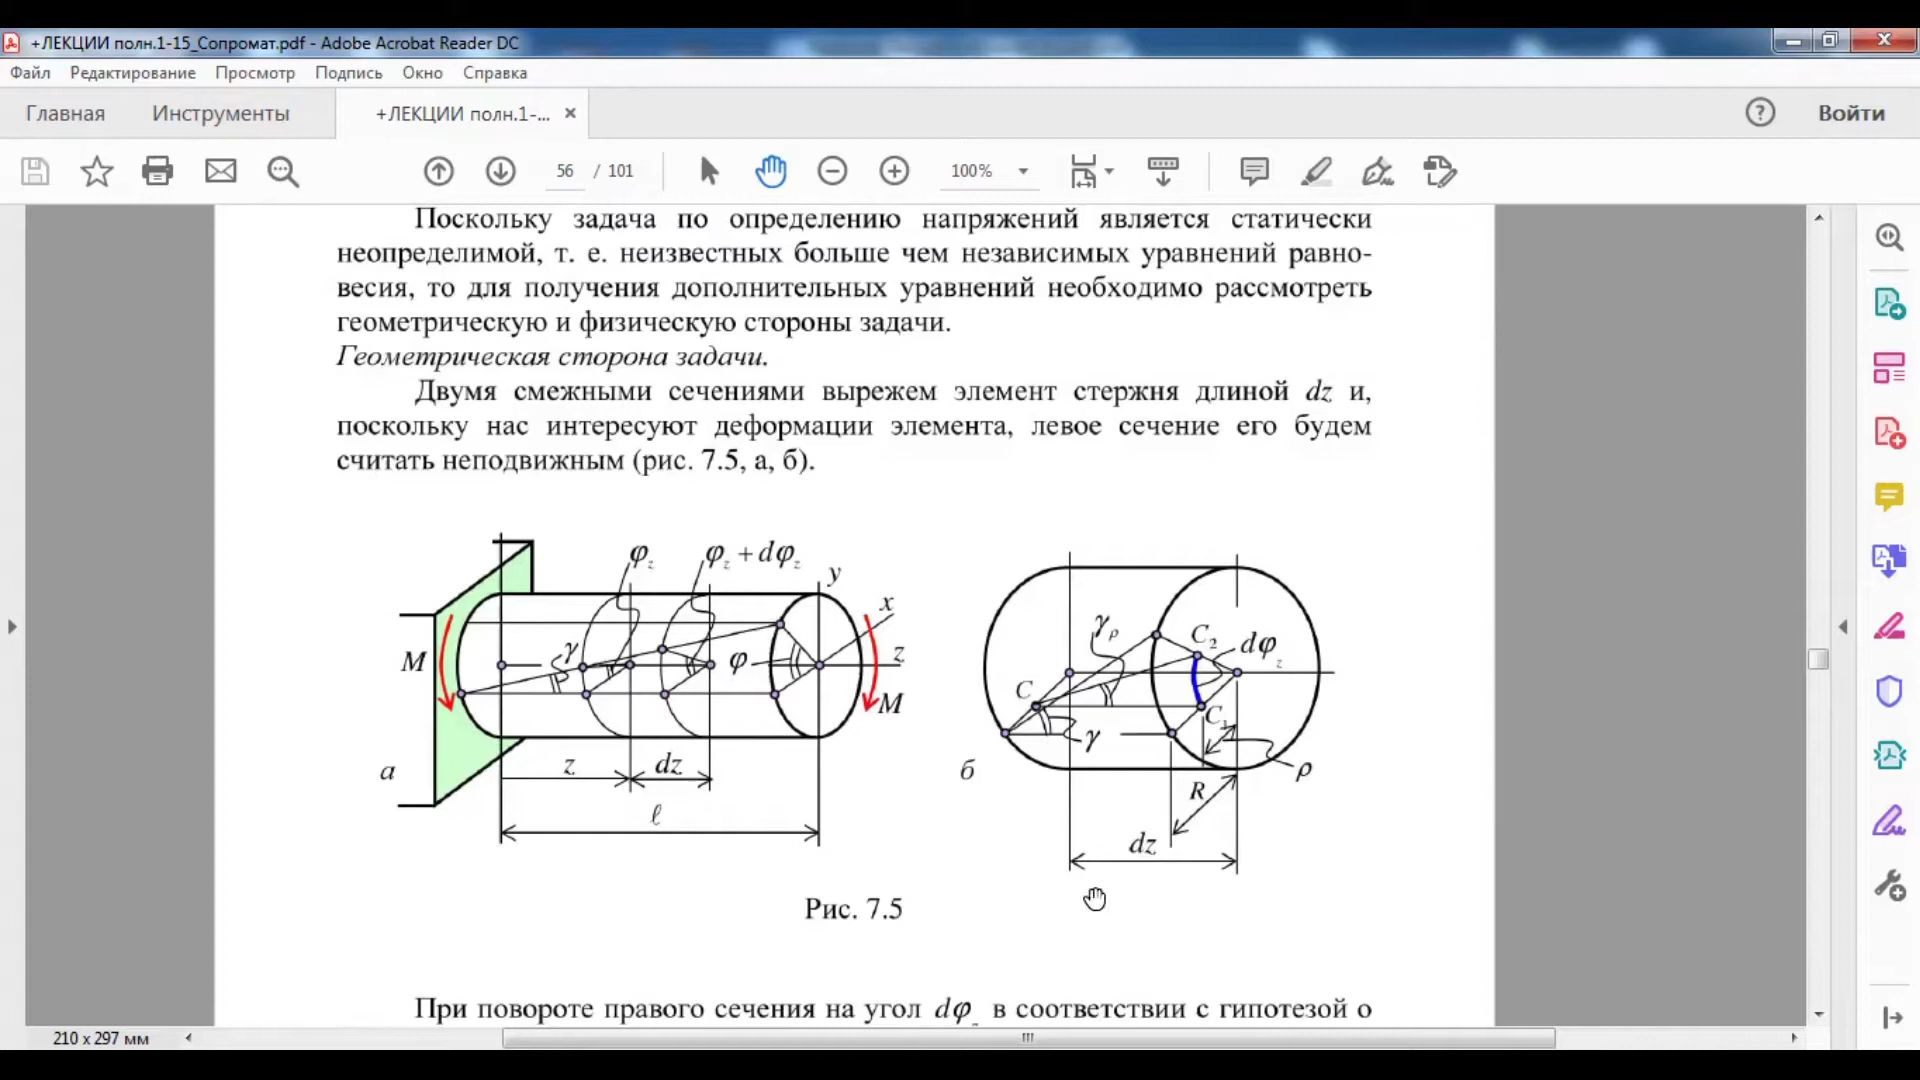 +ЛЕКЦИИ полн.1-15_Сопромат.pdf - Adobe Acrobat Reader DC
Файл Редактирование Просмотр Подпись Окно Справка
Главная Инструменты +ЛЕКЦИИ полн.1-... × ? Войти
56 / 101 100%
Поскольку задача по определению напряжений является статически
неопределимой, т. е. неизвестных больше чем независимых уравнений равно-
весия, то для получения дополнительных уравнений необходимо рассмотреть
геометрическую и физическую стороны задачи.
Геометрическая сторона задачи.
Двумя смежными сечениями вырежем элемент стержня длиной dz и,
поскольку нас интересуют деформации элемента, левое сечение его будем
считать неподвижным (рис. 7.5, а, б).
φz φz + dφz y x z
M γ φ M
а z dz
ℓ
γρ C2 dφz
C C1
γ
б R ρ
dz
Рис. 7.5
При повороте правого сечения на угол dφz в соответствии с гипотезой о
210 x 297 мм